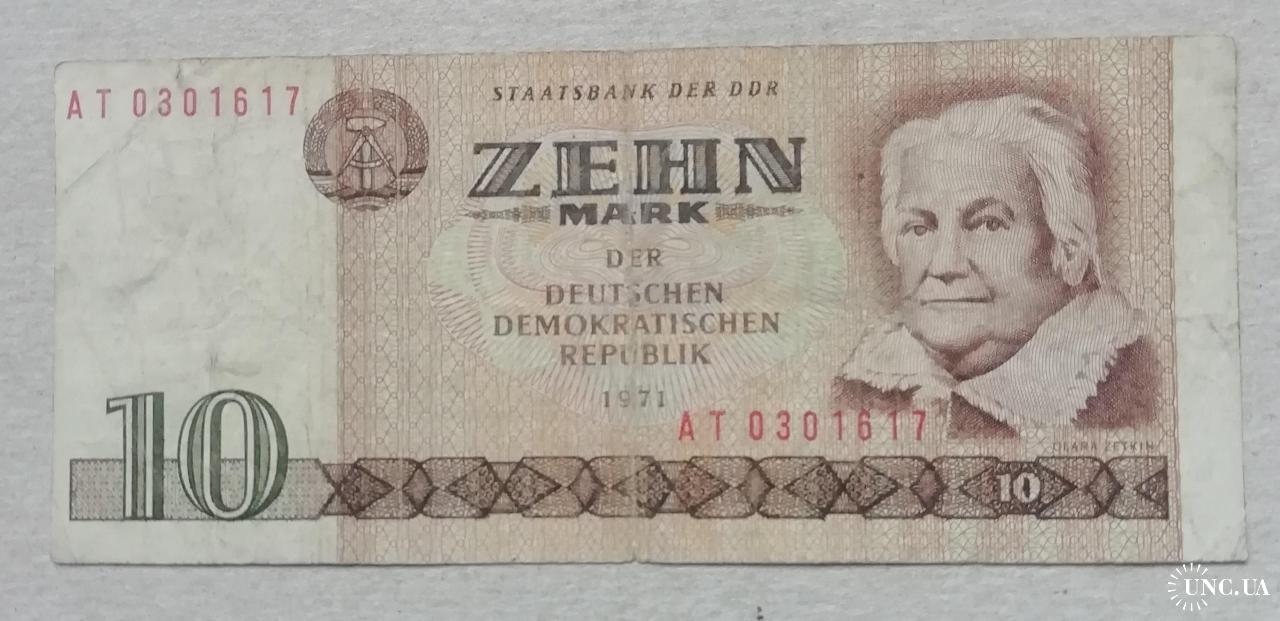 AT 0301617
STAATSBANK DER DDR
ZEHN
MARK
DER
DEUTSCHEN
DEMOKRATISCHEN
REPUBLIK
1971
AT 0301617
CLARA ZETKIN
10
10
UNC.UA